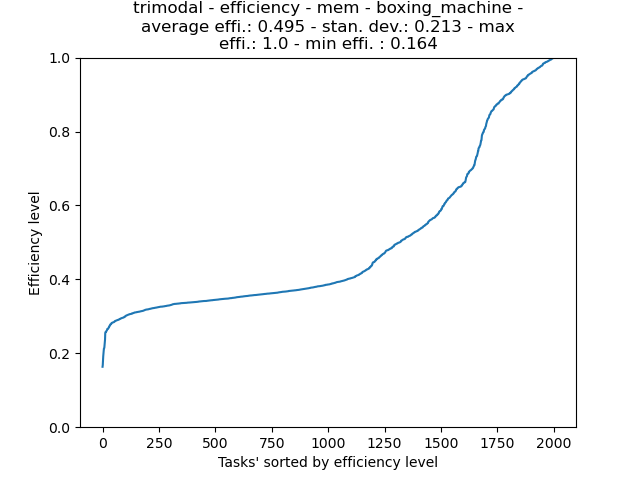 trimodal - efficiency - mem - boxing_machine -
average effi.: 0.495 - stan. dev.: 0.213 - max
effi.: 1.0 - min effi. : 0.164
1.0
0.8
0.6
0.4
0.2
0.0
Efficiency level
0 250 500 750 1000 1250 1500 1750 2000
Tasks' sorted by efficiency level